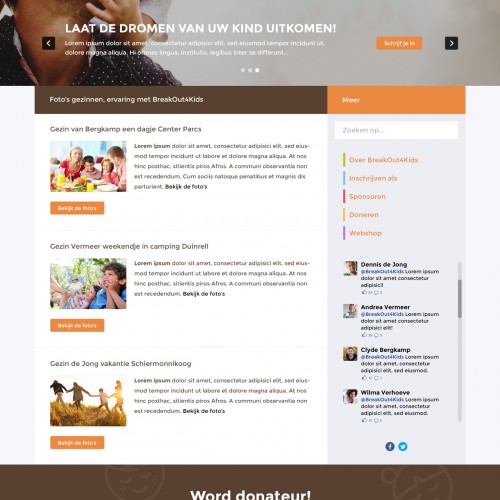 LAAT DE DROMEN VAN UW KIND UITKOMEN!
Lorem ipsum dolor sit amet, consectetur adipiscing elit. Suspendisse tincidunt lobortis,
dolore magna aliqua. Hi omnes lingua, institutis, legibus inter se differunt...
Schrijf je in
Foto's gezinnen, ervaring met BreakOut4Kids
Gezin van Bergkamp een dagje Center Parcs
Lorem ipsum dolor sit amet, consectetur adipisici elit, sed eius-
mod tempor incidunt ut labore et dolore magna aliqua. At nos
hinc posthac, sitientis piros Afros. A communi observantia non
est recedendum. Cum sociis natoque penatibus et magnis dis
parturient. Bekijk de foto's
Bekijk de foto's
Gezin Vermeer weekendje in camping Duinrell
Lorem ipsum dolor sit amet, consectetur adipisici elit, sed eius-
mod tempor incidunt ut labore et dolore magna aliqua. At nos
hinc posthac, sitientis piros Afros. A communi observantia non
est recedendum. Bekijk de foto's
Bekijk de foto's
Gezin de Jong vakantie Schiermonnikoog
Lorem ipsum dolor sit amet, consectetur adipisici elit, sed eius-
mod tempor incidunt ut labore et dolore magna aliqua. At nos
hinc posthac, sitientis piros Afros. A communi observantia non
est recedendum. Bekijk de foto's
Bekijk de foto's
Meer
Zoeken op...
Over BreakOut4Kids
Inschrijven als
Sponsoren
Doneren
Webshop
Dennis de Jong
@BreakOut4Kids Lorem ipsum
dolor sit amet, consectetur
adipisici!
Andrea Vermeer
@BreakOut4Kids Lorem ipsum
dolor sit amet, consectetur
adipisici elit!
Clyde Bergkamp
@BreakOut4Kids Lorem ipsum
dolor sit amet, consectetur
adipisici elit, sed eiusmod.
Wilma Verhoeve
@BreakOut4Kids Lorem ipsum
dolor sit amet, consectetur
adipisici elit, sed eiusmod
Word donateur!